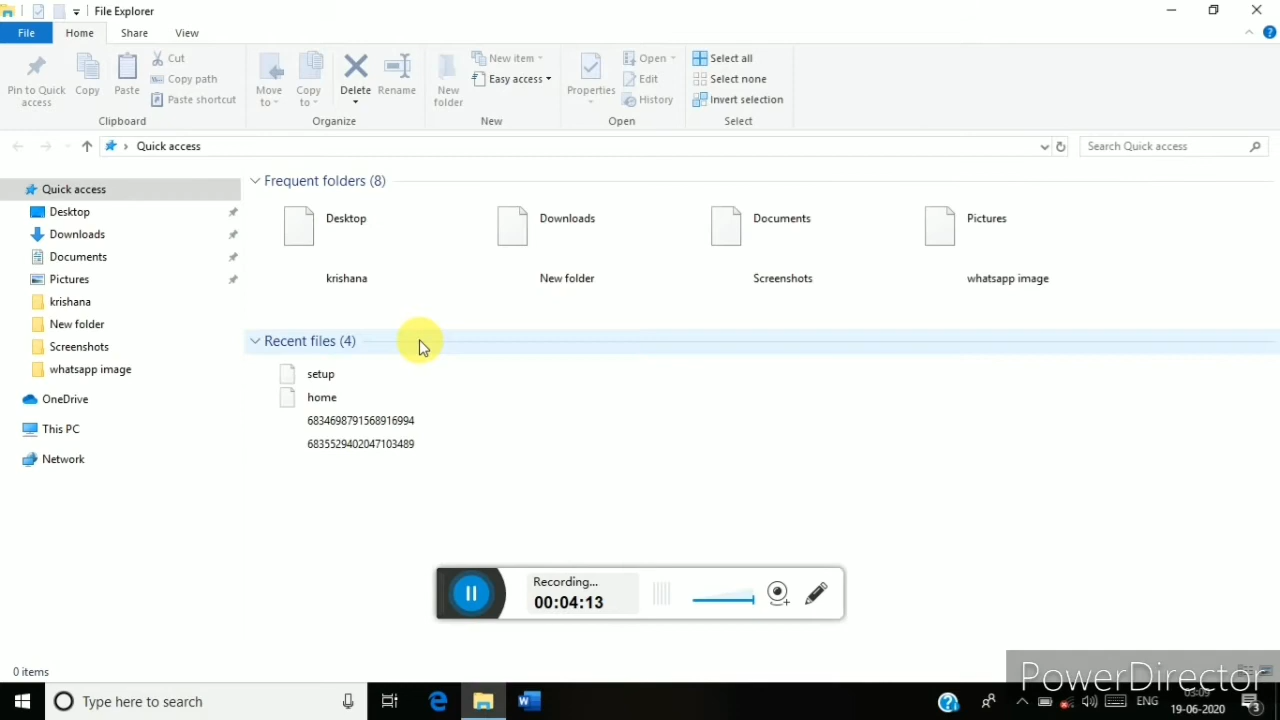 File Explorer
File Home Share View
Pin to Quick access
Copy
Paste
Cut
Copy path
Paste shortcut
Clipboard
Move to
Copy to
Delete
Rename
Organize
New folder
New item
Easy access
New
Properties
Open
Edit
History
Open
Select all
Select none
Invert selection
Select
Quick access
Search Quick access
Quick access
Desktop
Downloads
Documents
Pictures
krishana
New folder
Screenshots
whatsapp image
OneDrive
This PC
Network
Frequent folders (8)
Desktop Downloads Documents Pictures
krishana New folder Screenshots whatsapp image
Recent files (4)
setup
home
6834698791568916994
6835529402047103489
Recording...
00:04:13
0 items
PowerDirector
Type here to search
ENG
03:09
19-06-2020
3